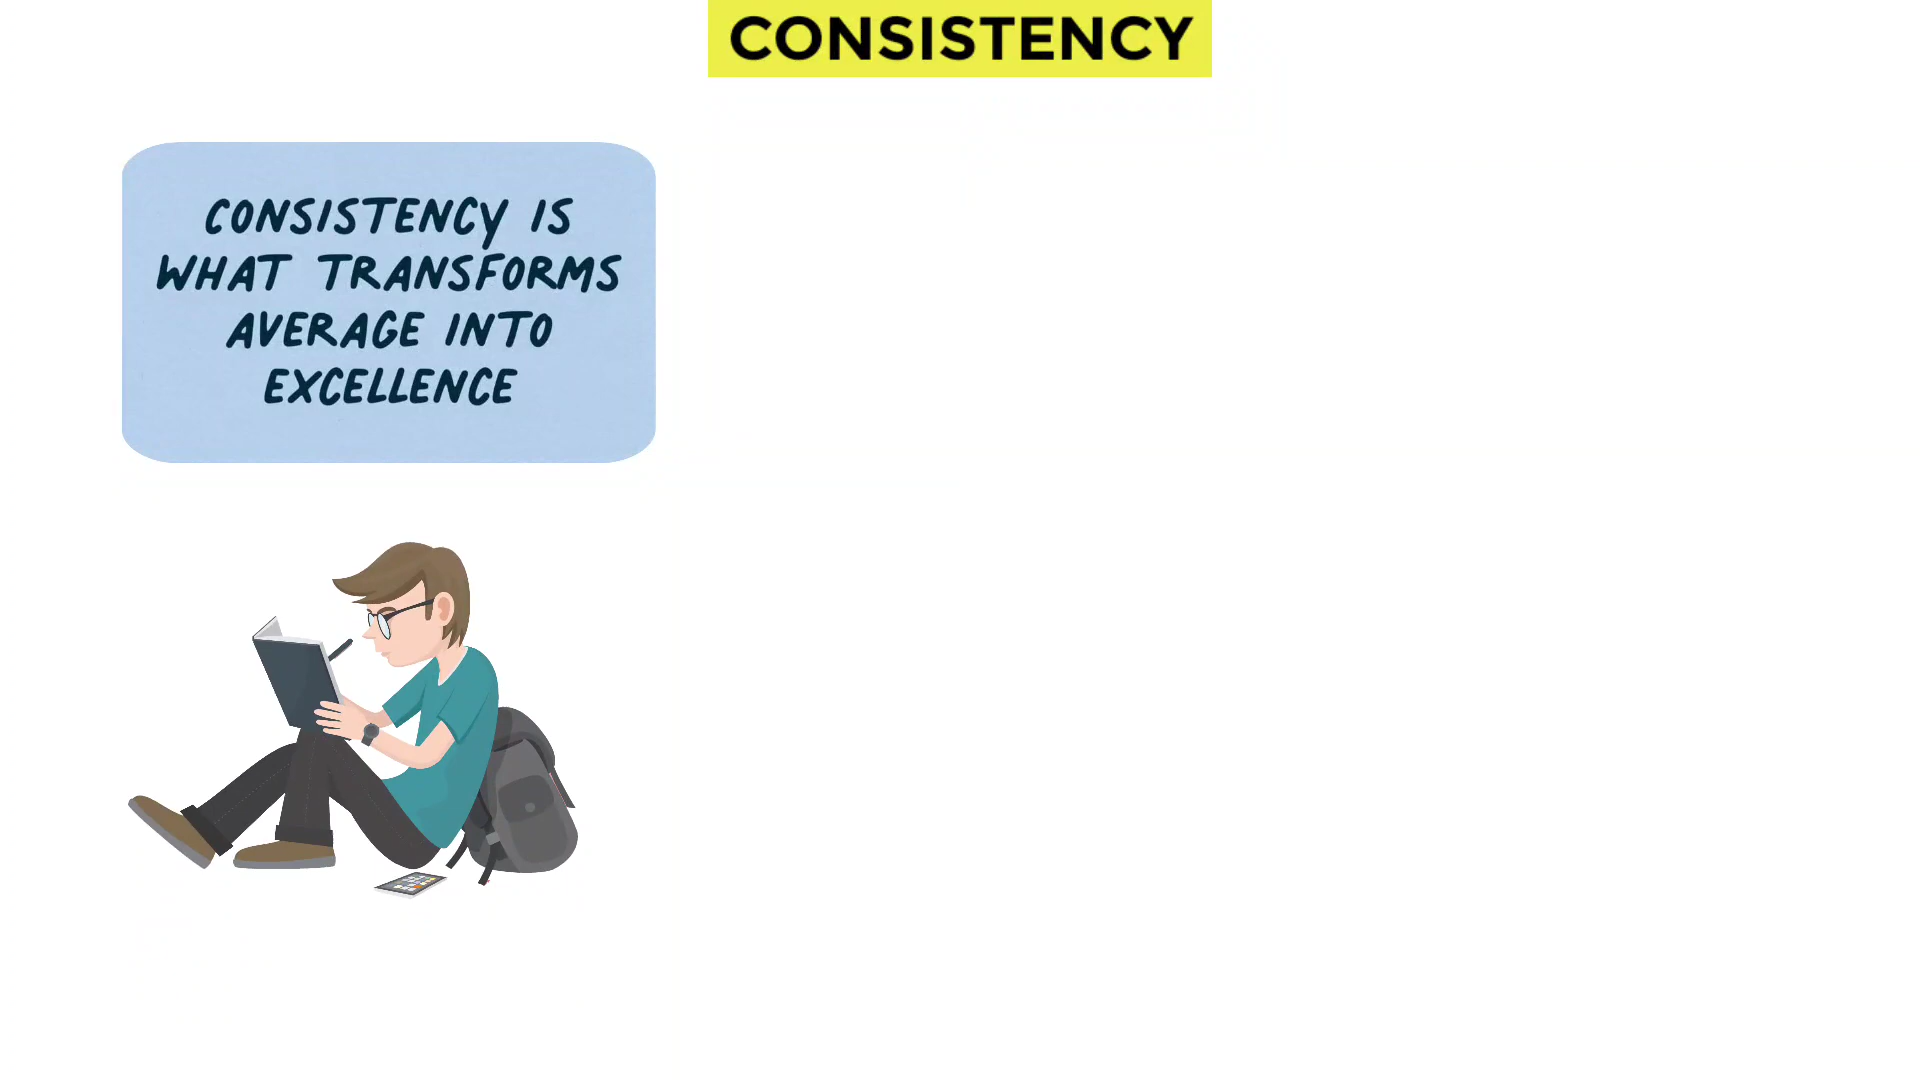 CONSISTENCY
CONSISTENCY IS
WHAT TRANSFORMS
AVERAGE INTO
EXCELLENCE